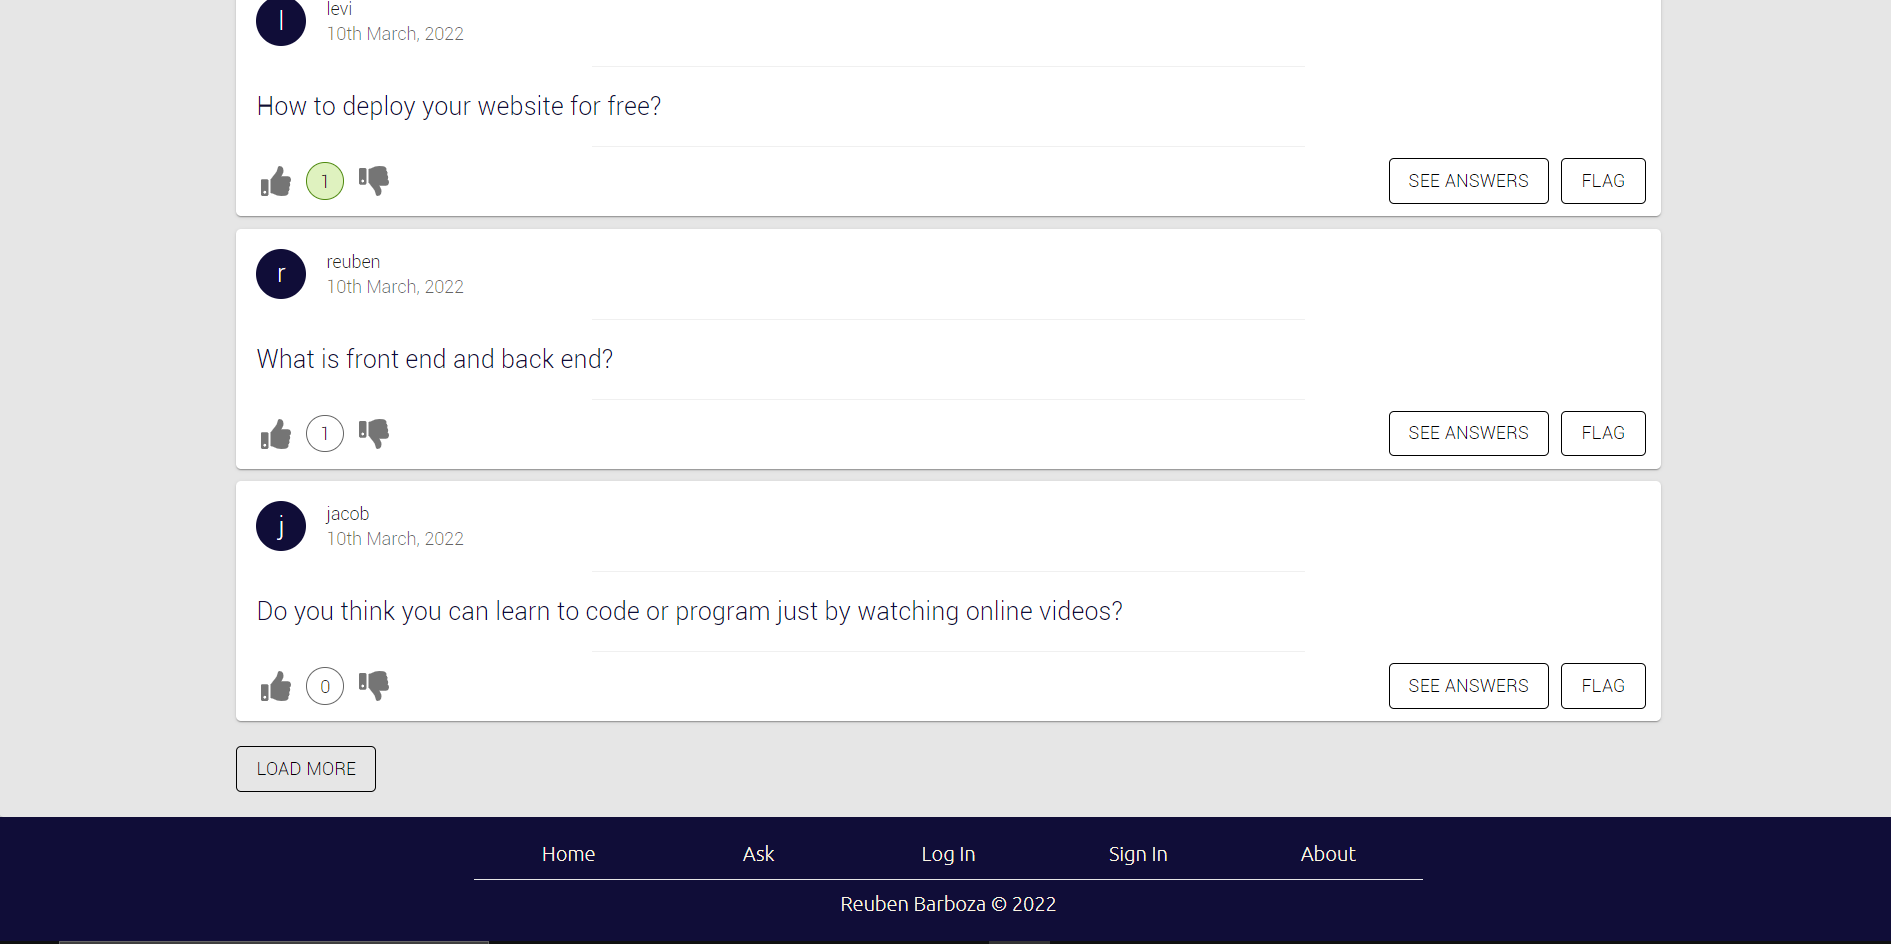 l
levi
10th March, 2022
How to deploy your website for free?
1
SEE ANSWERS
FLAG
r
reuben
10th March, 2022
What is front end and back end?
1
SEE ANSWERS
FLAG
j
jacob
10th March, 2022
Do you think you can learn to code or program just by watching online videos?
0
SEE ANSWERS
FLAG
LOAD MORE
Home
Ask
Log In
Sign In
About
Reuben Barboza © 2022